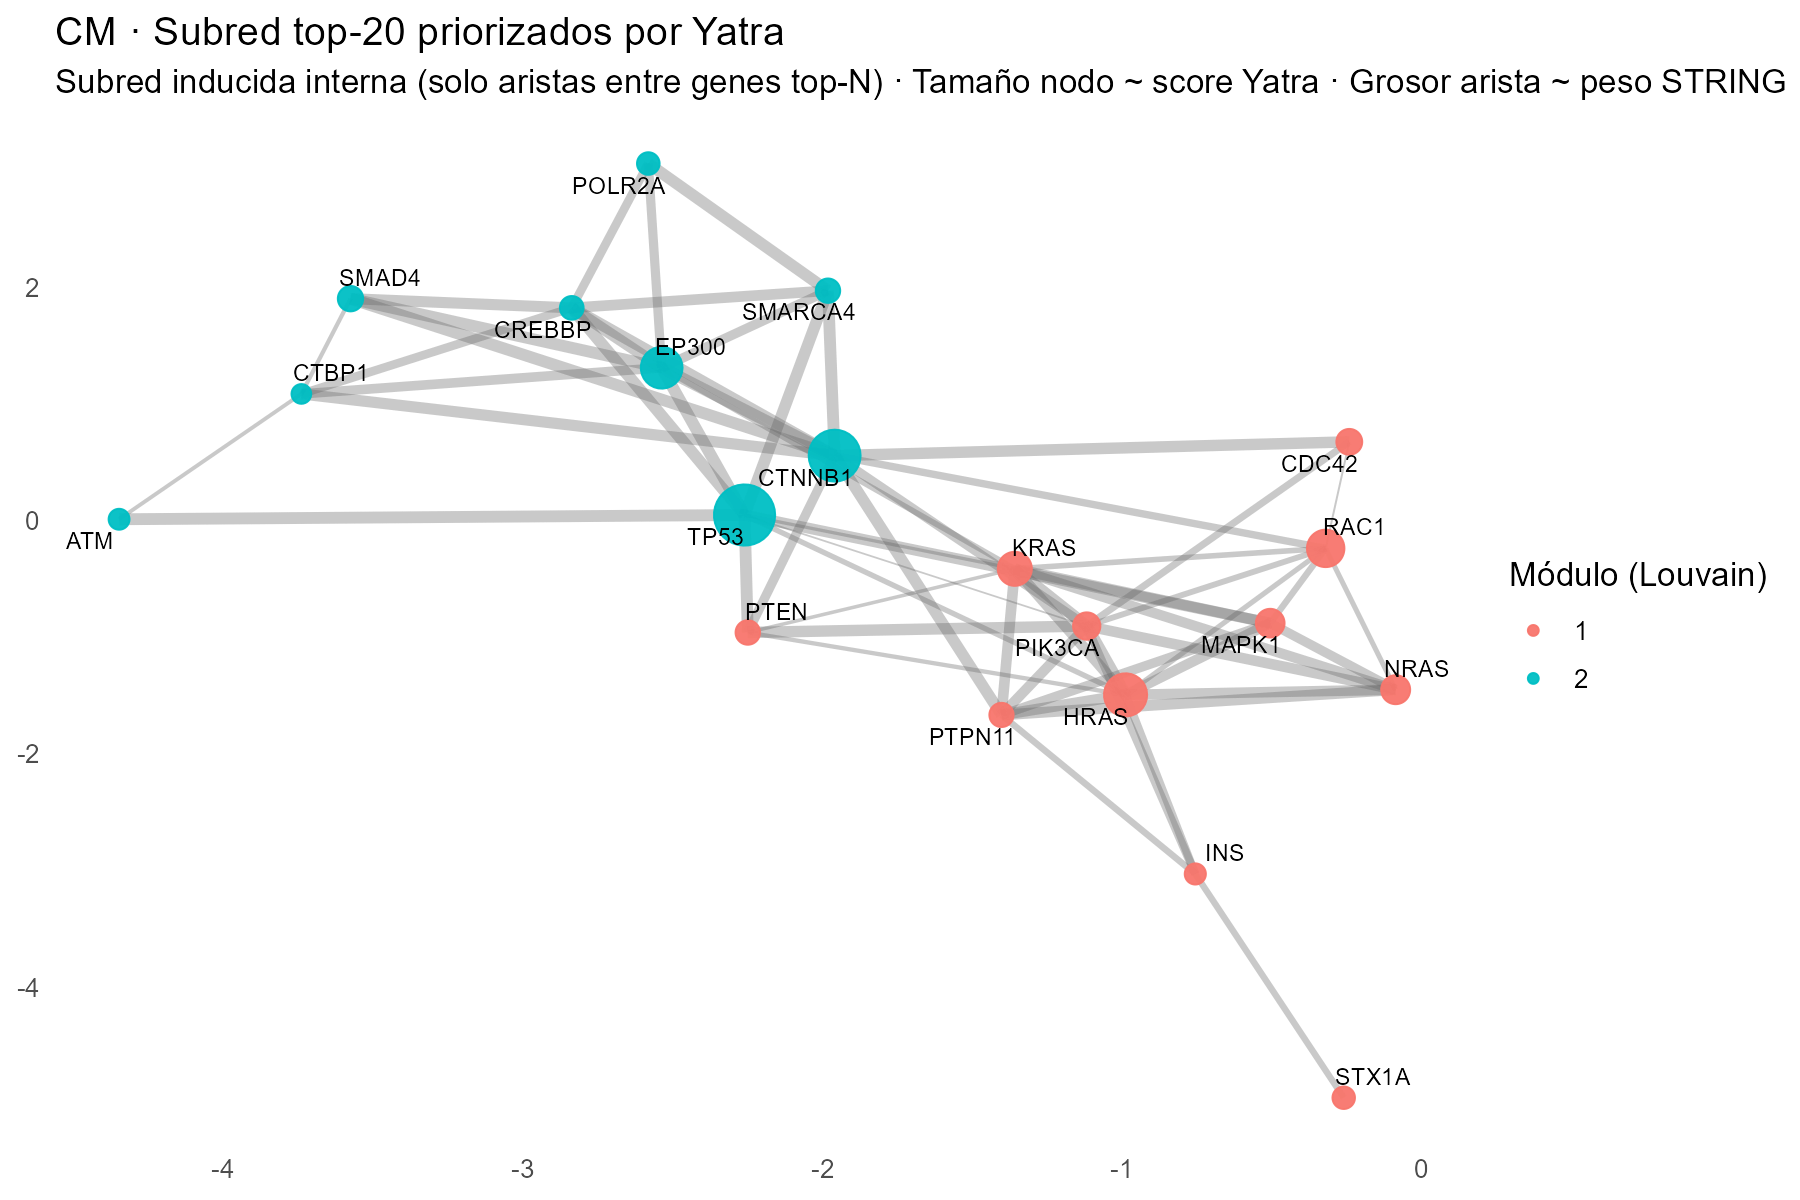 CM · Subred top-20 priorizados por Yatra
Subred inducida interna (solo aristas entre genes top-N) · Tamaño nodo ~ score Yatra · Grosor arista ~ peso STRING
POLR2A
SMAD4
2
SMARCA4
CREBBP
EP300
CTBP1
CDC42
CTNNB1
0
RAC1
TP53
ATM
KRAS
Módulo (Louvain)
PTEN
1
MAPK1
PIK3CA
NRAS
2
HRAS
PTPN11
-2
INS
-4
STX1A
-4 -3 -2 -1 0